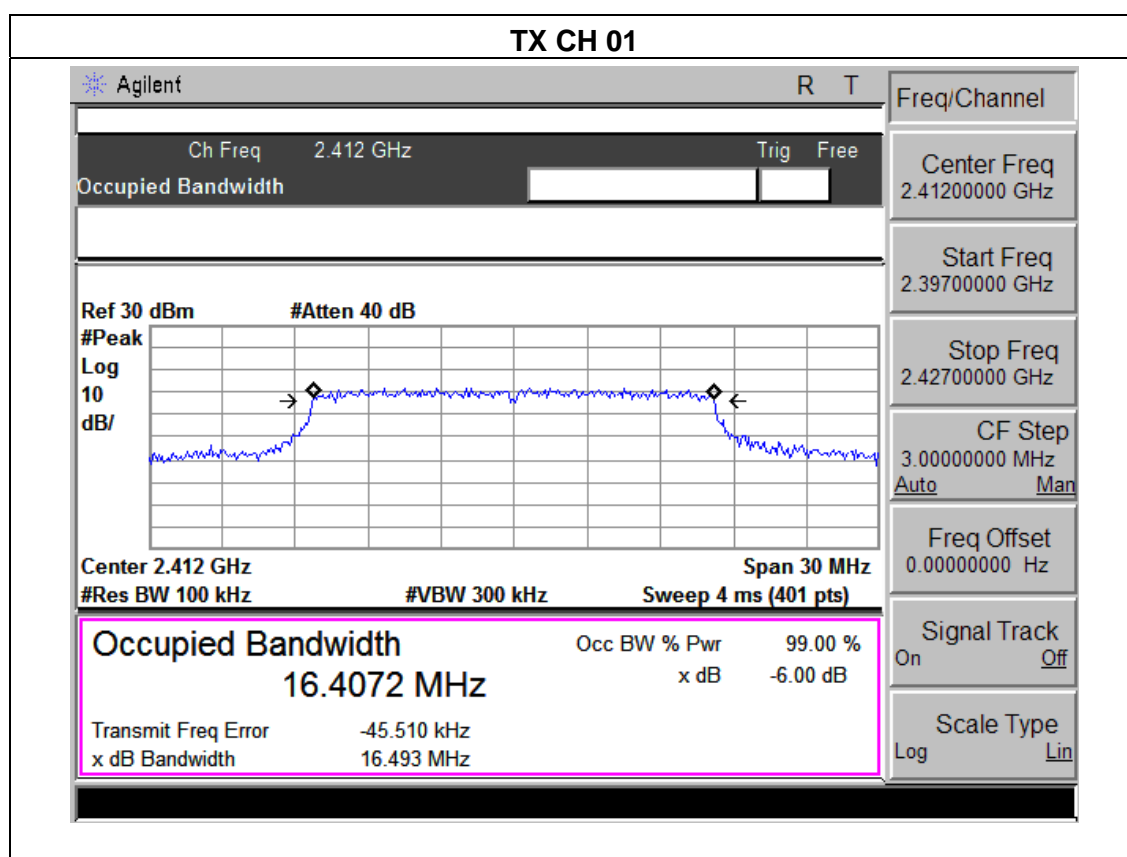 TX CH 01
Agilent R T
Ch Freq 2.412 GHz Trig Free
Occupied Bandwidth
Ref 30 dBm #Atten 40 dB
#Peak
Log
10
dB/
Center 2.412 GHz Span 30 MHz
#Res BW 100 kHz #VBW 300 kHz Sweep 4 ms (401 pts)
Occupied Bandwidth Occ BW % Pwr 99.00 %
16.4072 MHz x dB -6.00 dB
Transmit Freq Error -45.510 kHz
x dB Bandwidth 16.493 MHz
Freq/Channel
Center Freq
2.41200000 GHz
Start Freq
2.39700000 GHz
Stop Freq
2.42700000 GHz
CF Step
3.00000000 MHz
Auto Man
Freq Offset
0.00000000 Hz
Signal Track
On Off
Scale Type
Log Lin